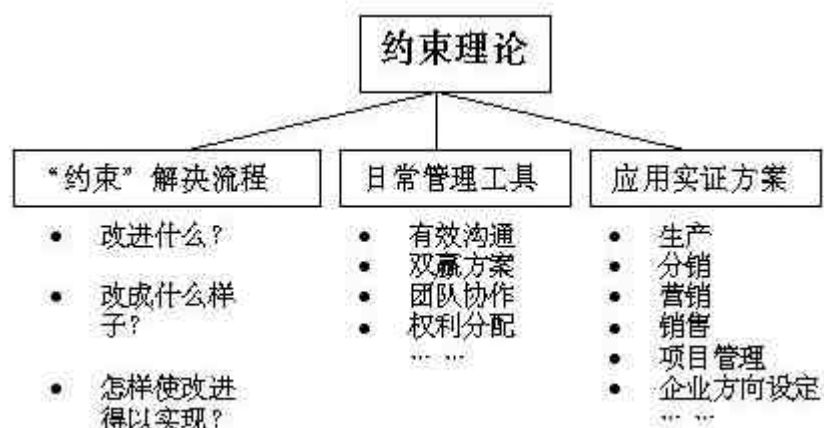 约束理论
“约束”解决流程
改进什么？
改成什么样
子？
怎样使改进
得以实现？
日常管理工具
有效沟通
双赢方案
团队协作
权利分配
… …
应用实证方案
生产
分销
营销
销售
项目管理
企业方向设定
… …